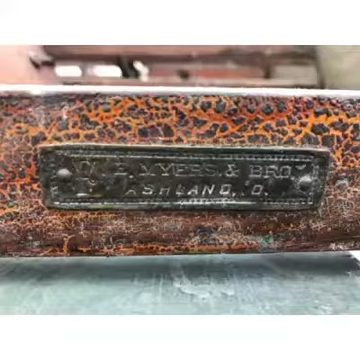 E. MYERS & BRO.
ASHLAND, O.